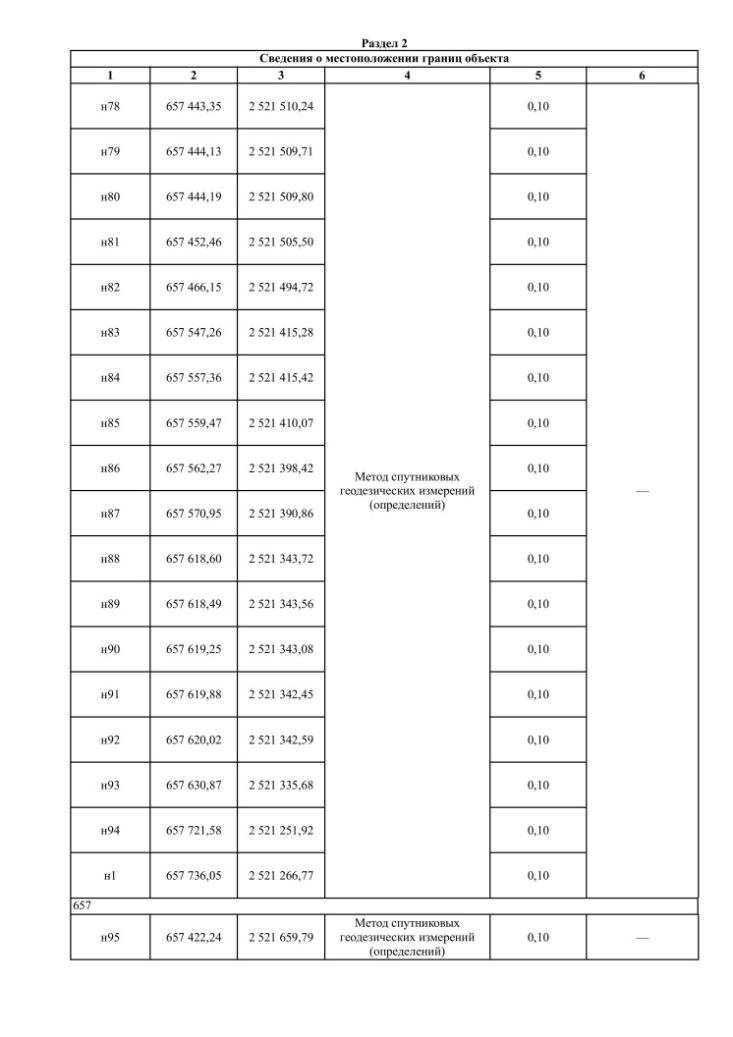 Раздел 2
Сведения о местоположении границ объекта
1 2 3 4 5 6
н78 657 443,35 2 521 510,24 0,10
н79 657 444,13 2 521 509,71 0,10
н80 657 444,19 2 521 509,80 0,10
н81 657 452,46 2 521 505,50 0,10
н82 657 466,15 2 521 494,72 0,10
н83 657 547,26 2 521 415,28 0,10
н84 657 557,36 2 521 415,42 0,10
н85 657 559,47 2 521 410,07 0,10
н86 657 562,27 2 521 398,42 0,10
Метод спутниковых
геодезических измерений
(определений)
—
н87 657 570,95 2 521 390,86 0,10
н88 657 618,60 2 521 343,72 0,10
н89 657 618,49 2 521 343,56 0,10
н90 657 619,25 2 521 343,08 0,10
н91 657 619,88 2 521 342,45 0,10
н92 657 620,02 2 521 342,59 0,10
н93 657 630,87 2 521 335,68 0,10
н94 657 721,58 2 521 251,92 0,10
н1 657 736,05 2 521 266,77 0,10
657
Метод спутниковых
н95 657 422,24 2 521 659,79 геодезических измерений 0,10 —
(определений)